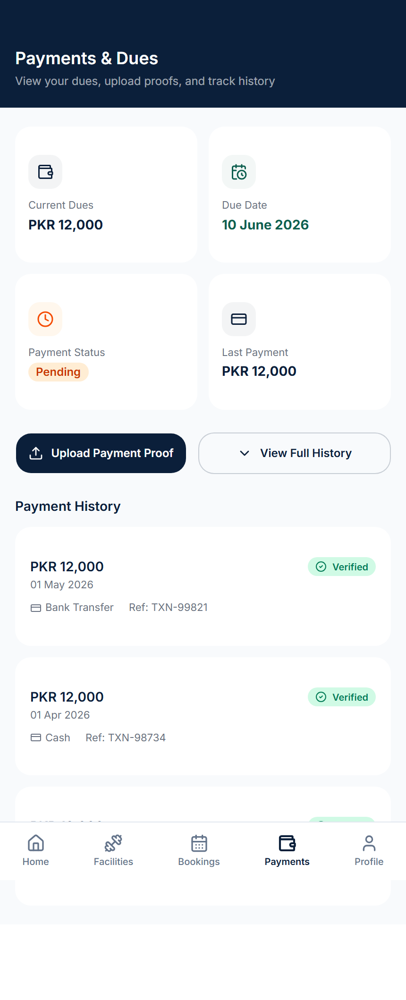 Payments & Dues
View your dues, upload proofs, and track history
Current Dues
PKR 12,000
Due Date
10 June 2026
Payment Status
Pending
Last Payment
PKR 12,000
Upload Payment Proof
View Full History
Payment History
PKR 12,000
Verified
01 May 2026
Bank Transfer Ref: TXN-99821
PKR 12,000
Verified
01 Apr 2026
Cash Ref: TXN-98734
Home
Facilities
Bookings
Payments
Profile